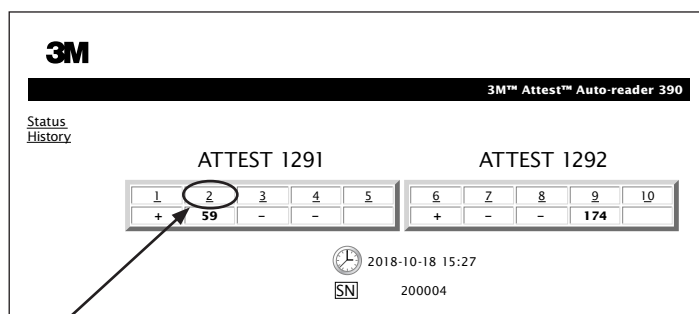 3M
3M™ Attest™ Auto-reader 390
Status
History
ATTEST 1291 ATTEST 1292
1 2 3 4 5 6 7 8 9 10
+ 59 – – + – – 174
2018-10-18 15:27
SN 200004